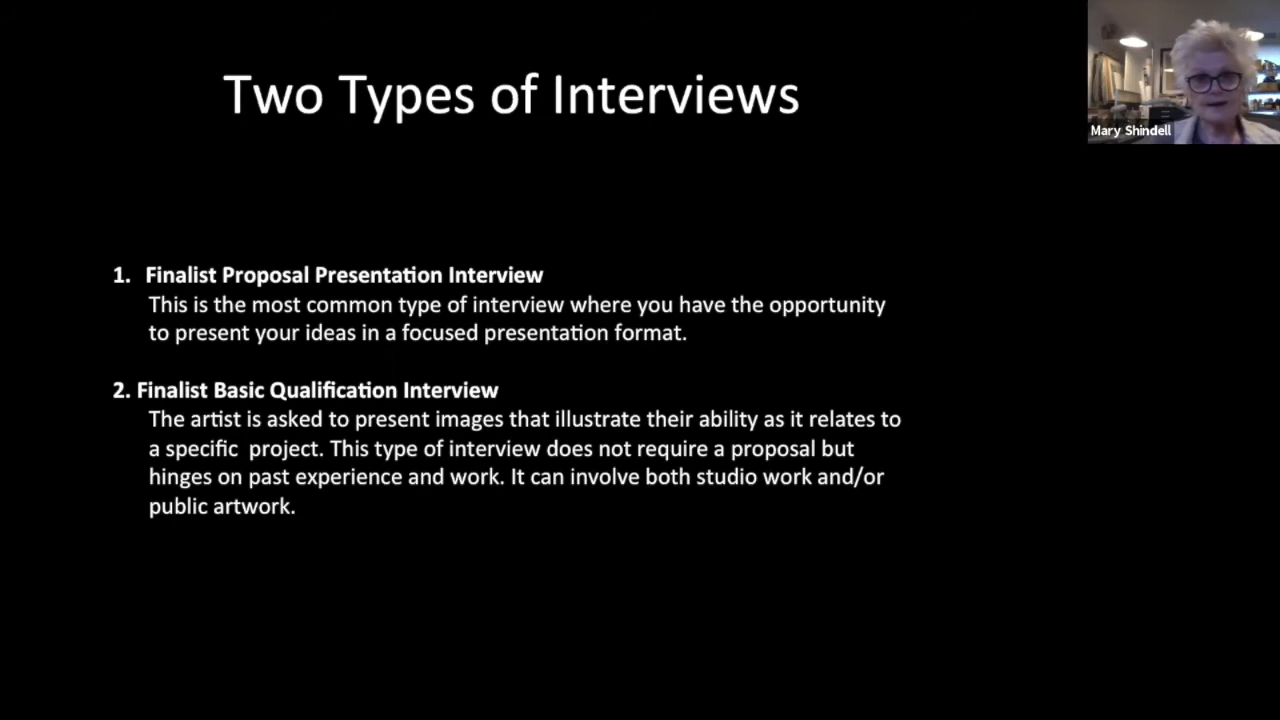 Two Types of Interviews
Mary Shindell
1. Finalist Proposal Presentation Interview
This is the most common type of interview where you have the opportunity
to present your ideas in a focused presentation format.
2. Finalist Basic Qualification Interview
The artist is asked to present images that illustrate their ability as it relates to
a specific  project. This type of interview does not require a proposal but
hinges on past experience and work. It can involve both studio work and/or
public artwork.